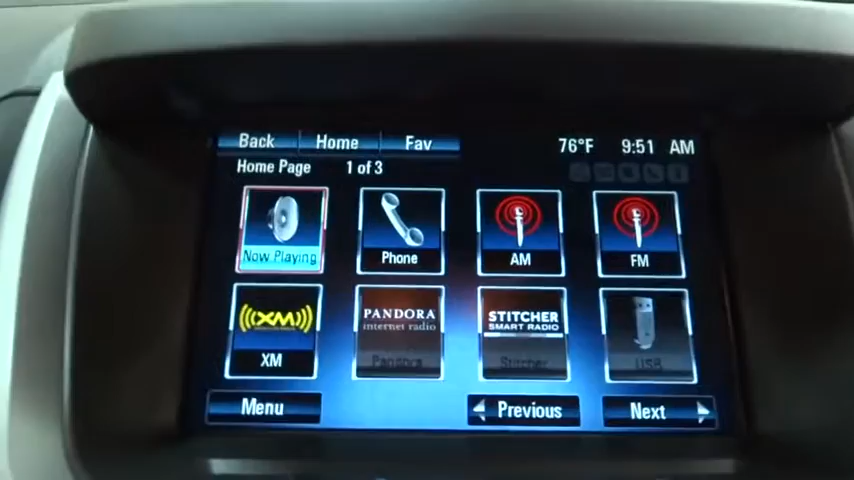 Back Home Fav 76°F 9:51 AM
Home Page 1 of 3
Now Playing Phone AM FM
XM PANDORA STITCHER
internet radio SMART RADIO
XM Pandora Stitcher USB
Menu Previous Next